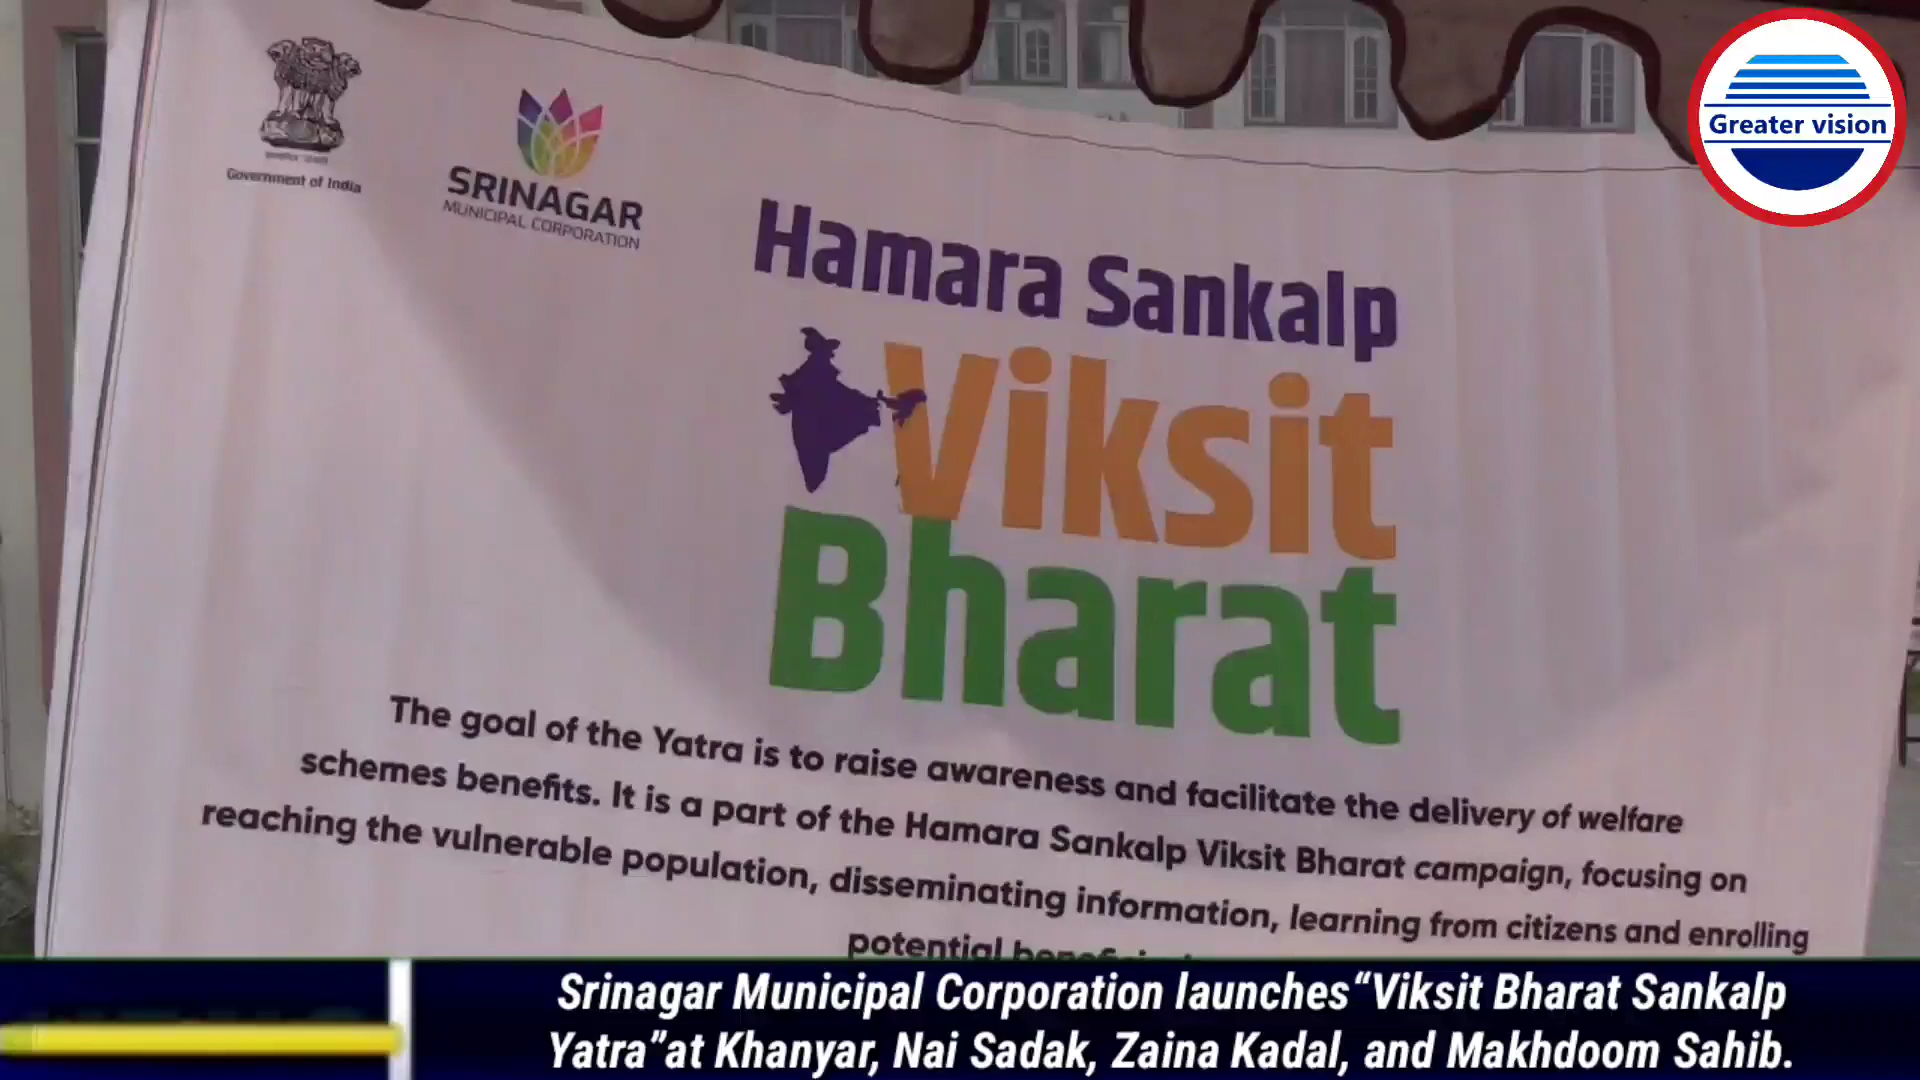 Greater vision
Government of India
SRINAGAR
MUNICIPAL CORPORATION
Hamara Sankalp
Viksit
Bharat
The goal of the Yatra is to raise awareness and facilitate the delivery of welfare
schemes benefits. It is a part of the Hamara Sankalp Viksit Bharat campaign, focusing on
reaching the vulnerable population, disseminating information, learning from citizens and enrolling
potential
Srinagar Municipal Corporation launches“Viksit Bharat Sankalp
Yatra”at Khanyar, Nai Sadak, Zaina Kadal, and Makhdoom Sahib.